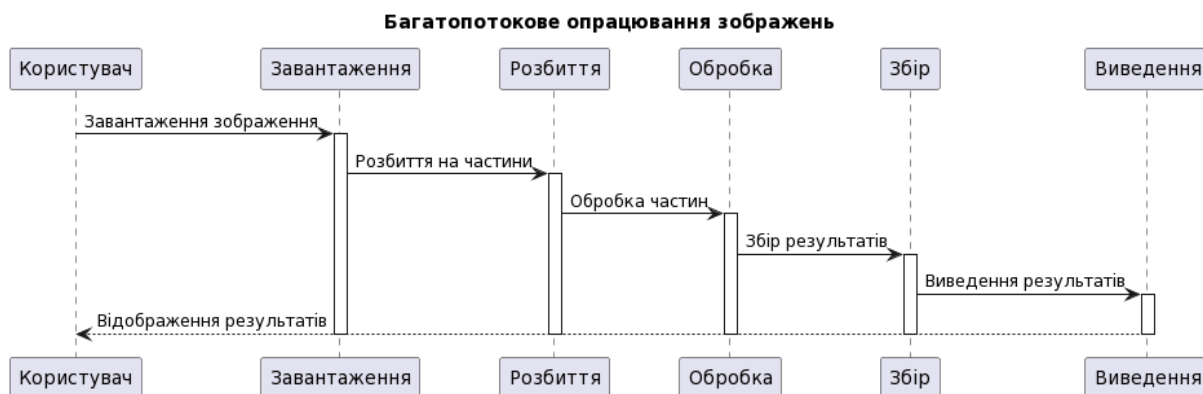 Багатопотокове опрацювання зображень
Користувач Завантаження Розбиття Обробка Збір Виведення
Завантаження зображення
Розбиття на частини
Обробка частин
Збір результатів
Виведення результатів
Відображення результатів
Користувач Завантаження Розбиття Обробка Збір Виведення